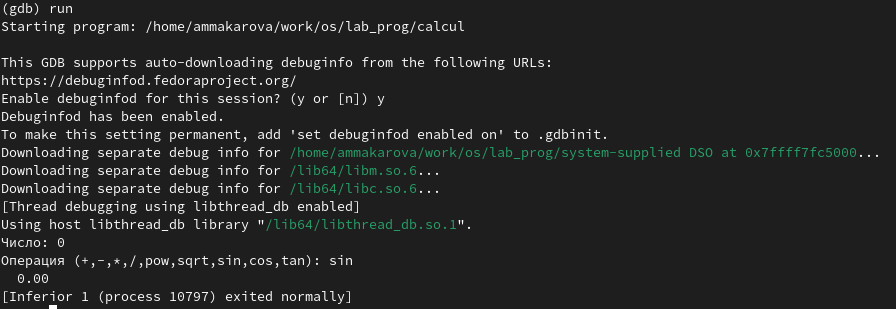 (gdb) run
Starting program: /home/ammakarova/work/os/lab_prog/calcul

This GDB supports auto-downloading debuginfo from the following URLs:
https://debuginfod.fedoraproject.org/
Enable debuginfod for this session? (y or [n]) y
Debuginfod has been enabled.
To make this setting permanent, add 'set debuginfod enabled on' to .gdbinit.
Downloading separate debug info for /home/ammakarova/work/os/lab_prog/system-supplied DSO at 0x7ffff7fc5000...
Downloading separate debug info for /lib64/libm.so.6...
Downloading separate debug info for /lib64/libc.so.6...
[Thread debugging using libthread_db enabled]
Using host libthread_db library "/lib64/libthread_db.so.1".
Число: 0
Операция (+,-,*,/,pow,sqrt,sin,cos,tan): sin
  0.00
[Inferior 1 (process 10797) exited normally]